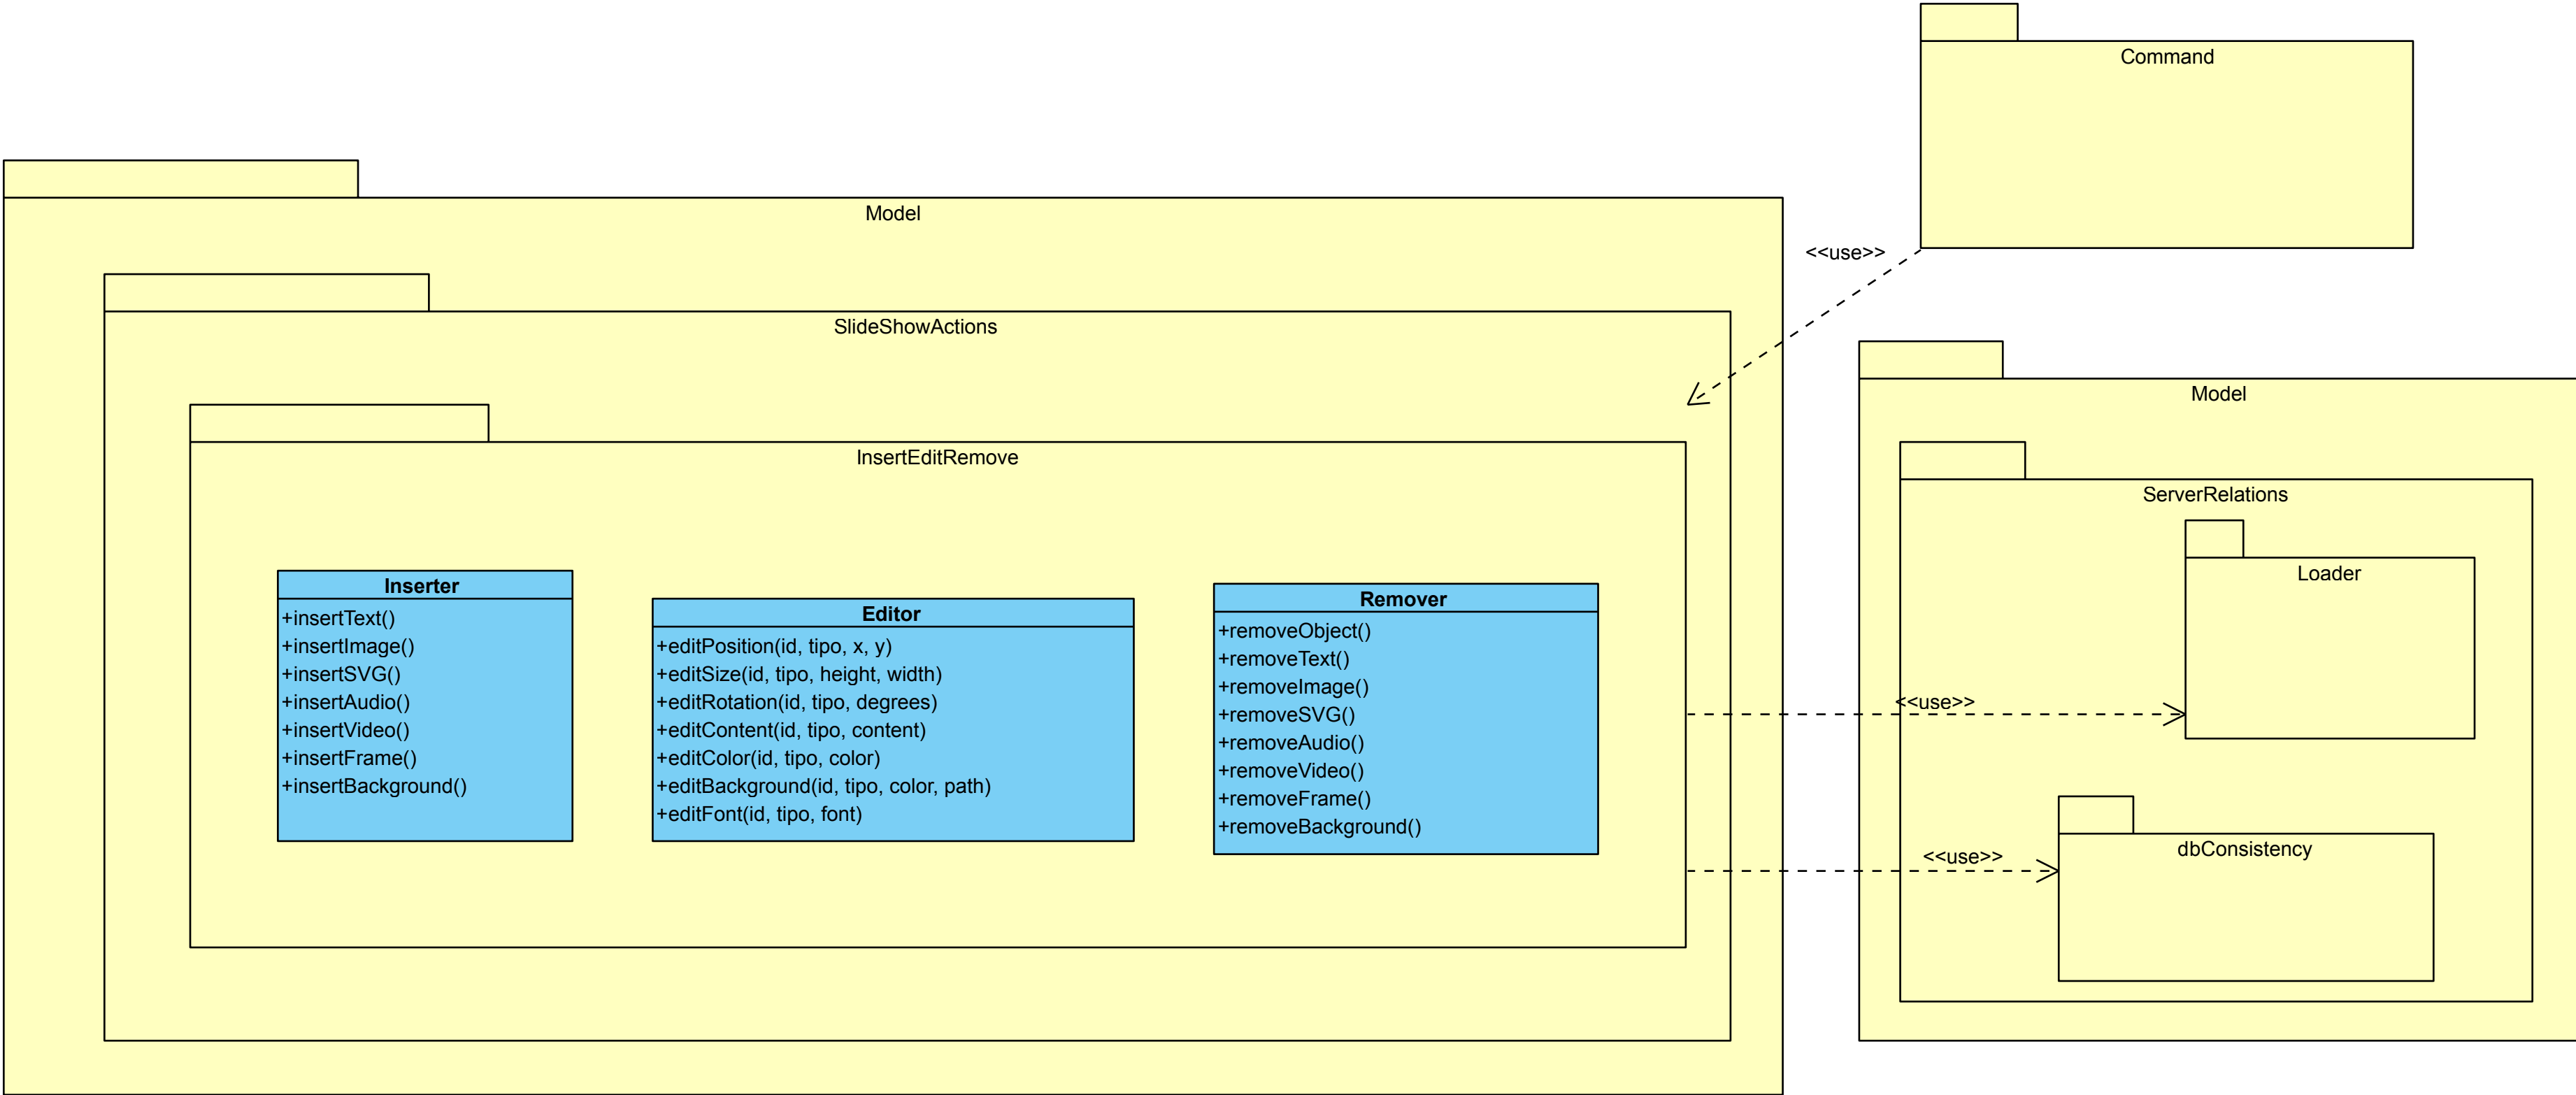 Command
Model
<<use>>
SlideShowActions
InsertEditRemove
Inserter
+insertText()
+insertImage()
+insertSVG()
+insertAudio()
+insertVideo()
+insertFrame()
+insertBackground()
Editor
+editPosition(id, tipo, x, y)
+editSize(id, tipo, height, width)
+editRotation(id, tipo, degrees)
+editContent(id, tipo, content)
+editColor(id, tipo, color)
+editBackground(id, tipo, color, path)
+editFont(id, tipo, font)
Remover
+removeObject()
+removeText()
+removeImage()
+removeSVG()
+removeAudio()
+removeVideo()
+removeFrame()
+removeBackground()
Model
ServerRelations
Loader
<<use>>
dbConsistency
<<use>>